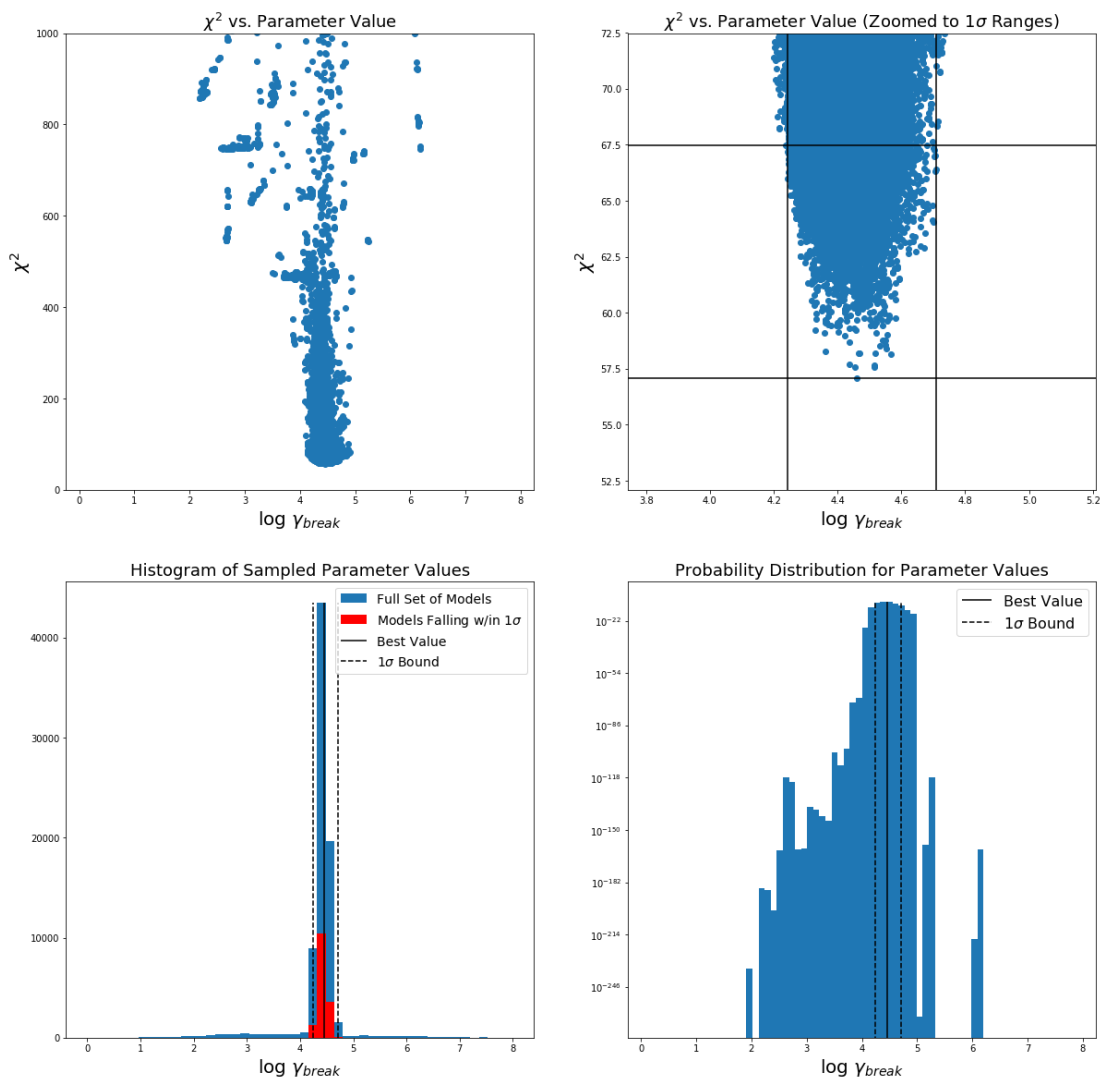 χ² vs. Parameter Value
1000
800
600
400
200
0
χ²
0 1 2 3 4 5 6 7 8
log γ_break
χ² vs. Parameter Value (Zoomed to 1σ Ranges)
72.5
70.0
67.5
65.0
62.5
60.0
57.5
55.0
52.5
χ²
3.8 4.0 4.2 4.4 4.6 4.8 5.0 5.2
log γ_break
Histogram of Sampled Parameter Values
Full Set of Models
Models Falling w/in 1σ
Best Value
1σ Bound
40000
30000
20000
10000
0
0 1 2 3 4 5 6 7 8
log γ_break
Probability Distribution for Parameter Values
Best Value
1σ Bound
10⁻²²
10⁻⁵⁴
10⁻⁸⁶
10⁻¹¹⁸
10⁻¹⁵⁰
10⁻¹⁸²
10⁻²¹⁴
10⁻²⁴⁶
0 1 2 3 4 5 6 7 8
log γ_break